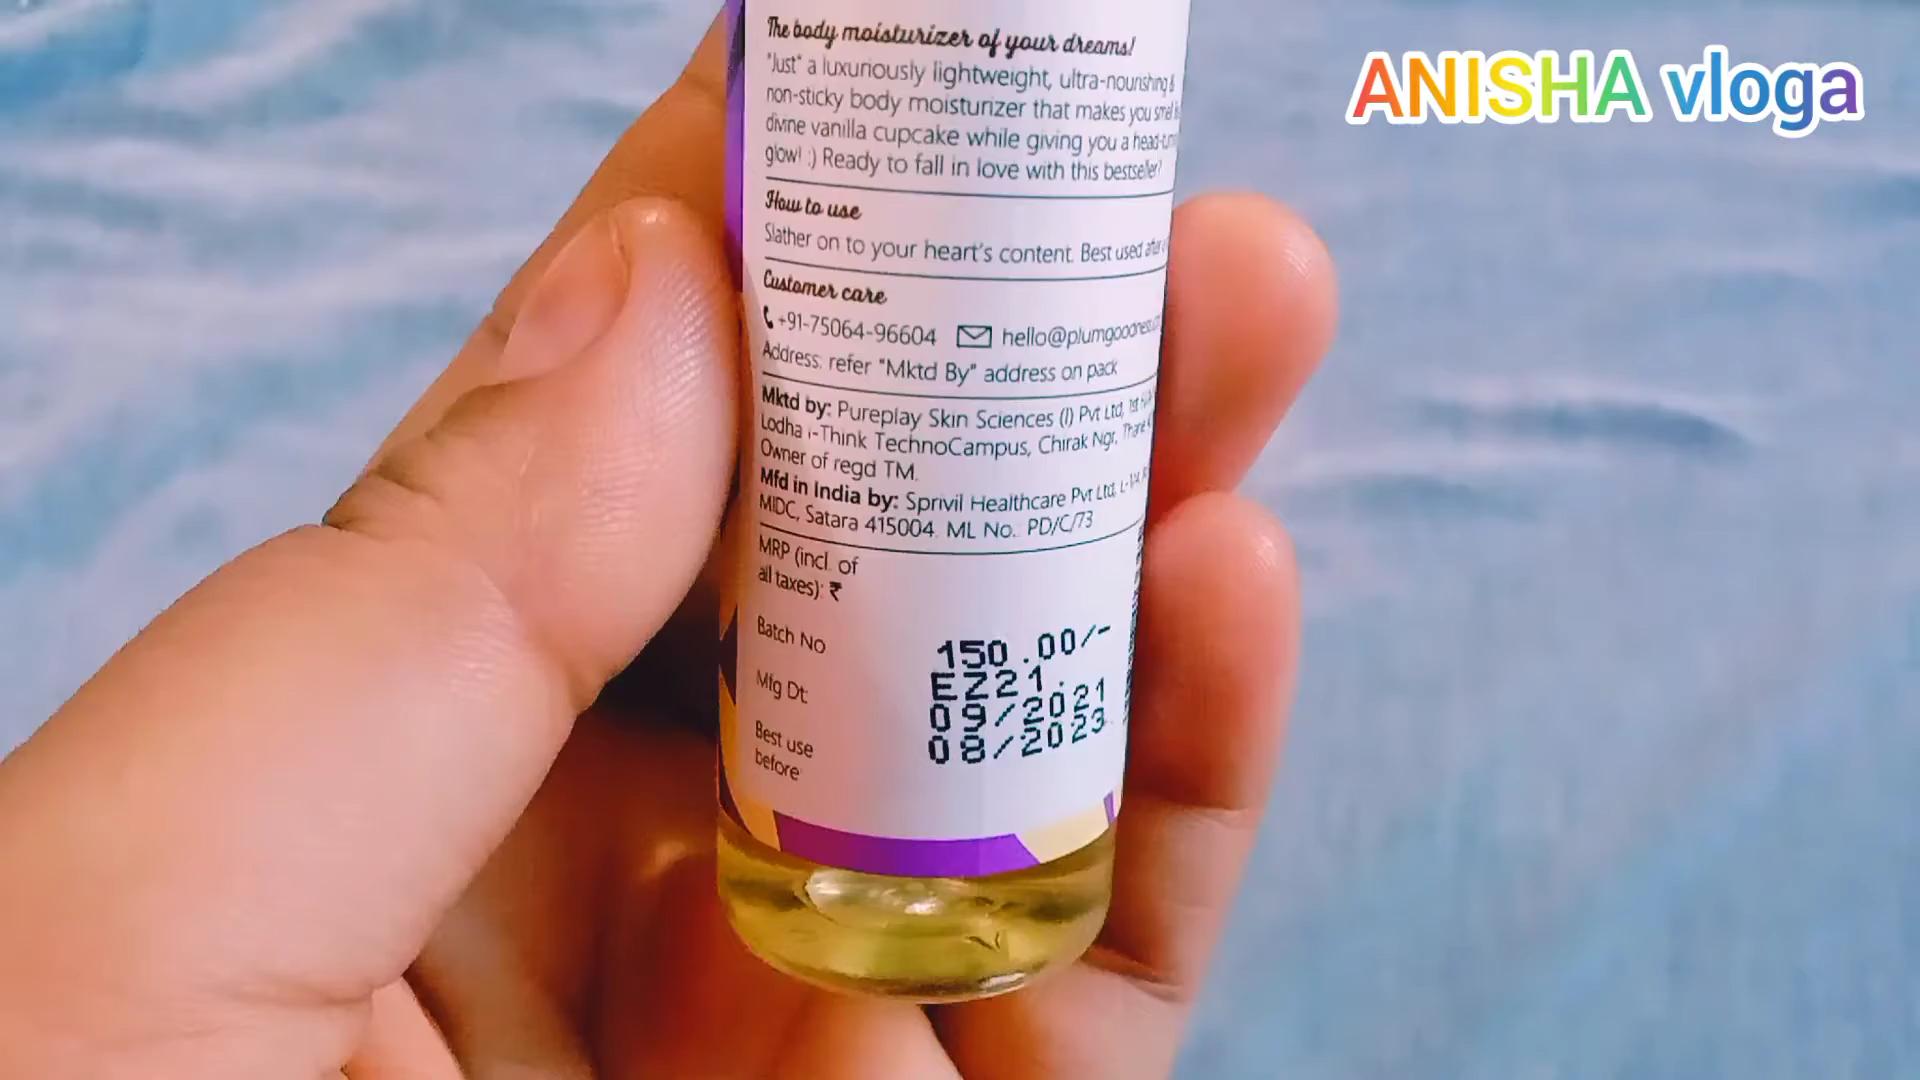 The body moisturizer of your dreams!
"Just" a luxuriously lightweight, ultra-nourishing &
non-sticky body moisturizer that makes you smell
divine vanilla cupcake while giving you a
glow! :) Ready to fall in love with this bestseller?
How to use
Slather on to your heart's content. Best used after
Customer care
+91-75064-96604 hello@plumgoodness
Address: refer "Mktd By" address on pack
Mktd by: Pureplay Skin Sciences (I) Pvt Ltd, 1st
Lodha i-Think TechnoCampus, Chirak Ngr, Thane
Owner of regd TM.
Mfd in India by: Sprivil Healthcare Pvt Ltd,
MIDC, Satara 415004. ML No.: PD/C/73
MRP (incl. of
all taxes): ₹
150.00/-
Batch No
EZ21.
Mfg Dt:
09/2021
Best use
before
08/2023
ANISHA vloga